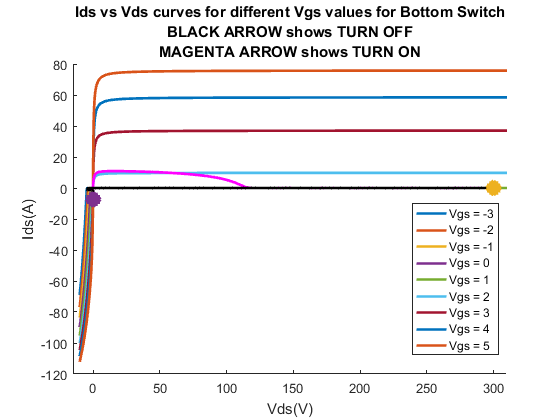 Ids vs Vds curves for different Vgs values for Bottom Switch
BLACK ARROW shows TURN OFF
MAGENTA ARROW shows TURN ON
80
60
40
20
0
-20
-40
-60
-80
-100
-120
Ids(A)
Vgs = -3
Vgs = -2
Vgs = -1
Vgs = 0
Vgs = 1
Vgs = 2
Vgs = 3
Vgs = 4
Vgs = 5
0 50 100 150 200 250 300
Vds(V)